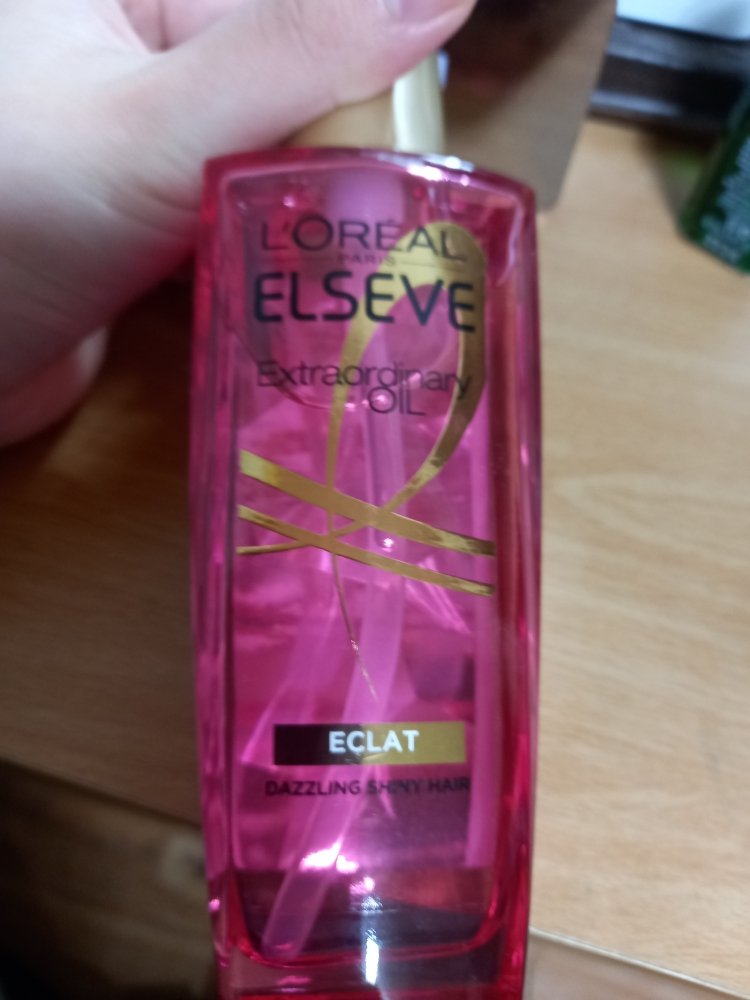 L'ORÉAL
PARIS
ELSEVE
Extraordinary
OIL
ECLAT
DAZZLING SHINY HAIR